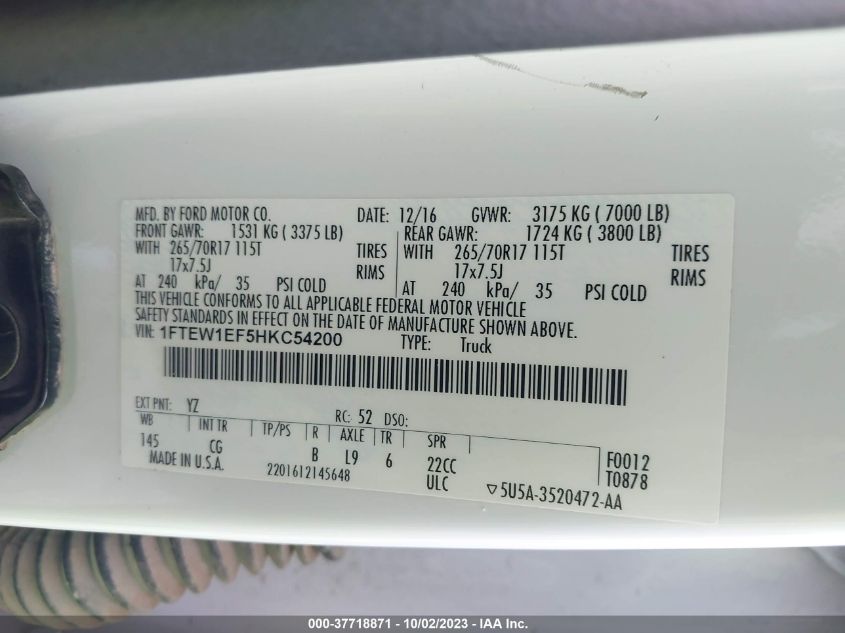 MFD. BY FORD MOTOR CO. DATE: 12/16 GVWR: 3175 KG ( 7000 LB)
FRONT GAWR: 1531 KG ( 3375 LB) REAR GAWR: 1724 KG ( 3800 LB)
WITH 265/70R17 115T TIRES WITH 265/70R17 115T TIRES
17x7.5J RIMS 17x7.5J RIMS
AT 240 kPa/ 35 PSI COLD AT 240 kPa/ 35 PSI COLD
THIS VEHICLE CONFORMS TO ALL APPLICABLE FEDERAL MOTOR VEHICLE
SAFETY STANDARDS IN EFFECT ON THE DATE OF MANUFACTURE SHOWN ABOVE.
VIN: 1FTEW1EF5HKC54200 TYPE: Truck
EXT PNT: YZ RC: 52 DSO:
WB INT TR TP/PS R AXLE TR SPR
145 CG B L9 6 22CC F0012
MADE IN U.S.A. 2201612145648 ULC T0878
▽5U5A-3520472-AA
000-37718871 - 10/02/2023 - IAA Inc.